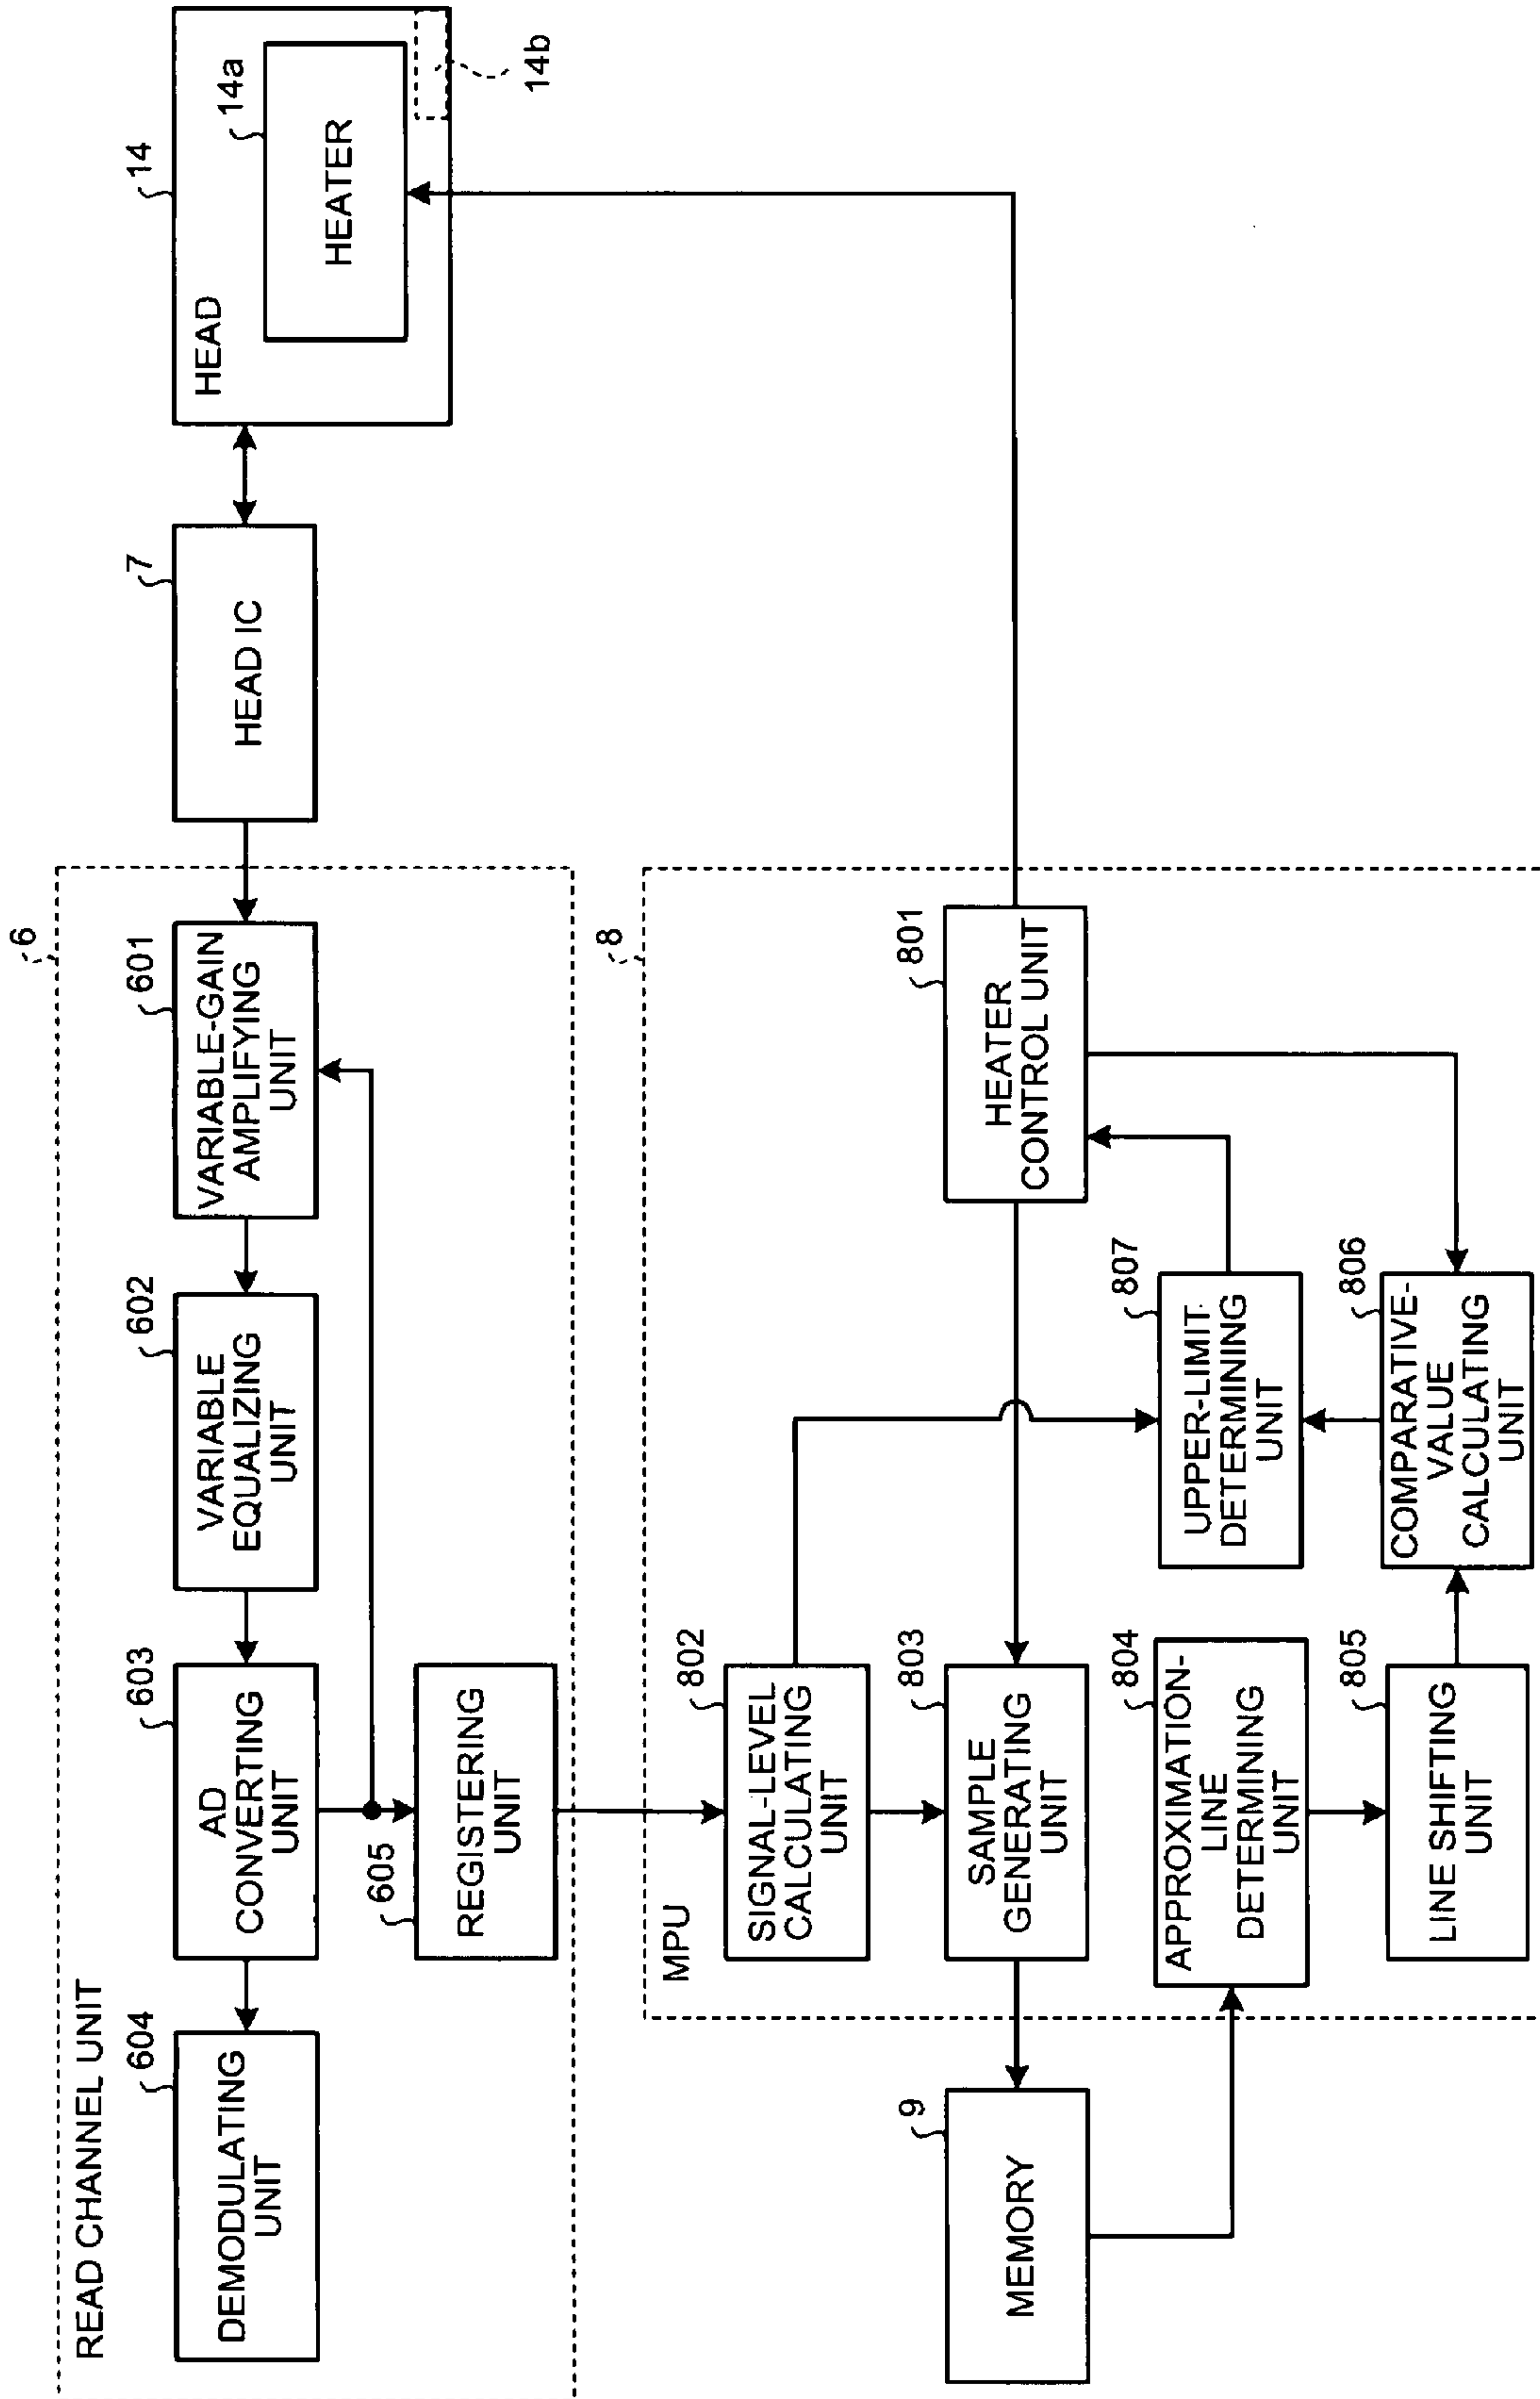 READ CHANNEL UNIT
6
604
DEMODULATING
UNIT
603
AD
CONVERTING
UNIT
602
VARIABLE
EQUALIZING
UNIT
601
VARIABLE-GAIN
AMPLIFYING
UNIT
605
REGISTERING
UNIT
7
HEAD IC
14
HEAD
14a
HEATER
14b
MPU
8
802
SIGNAL-LEVEL
CALCULATING
UNIT
803
SAMPLE
GENERATING
UNIT
801
HEATER
CONTROL UNIT
9
MEMORY
804
APPROXIMATION-
LINE
DETERMINING
UNIT
807
UPPER-LIMIT
DETERMINING
UNIT
805
LINE SHIFTING
UNIT
806
COMPARATIVE-
VALUE
CALCULATING
UNIT